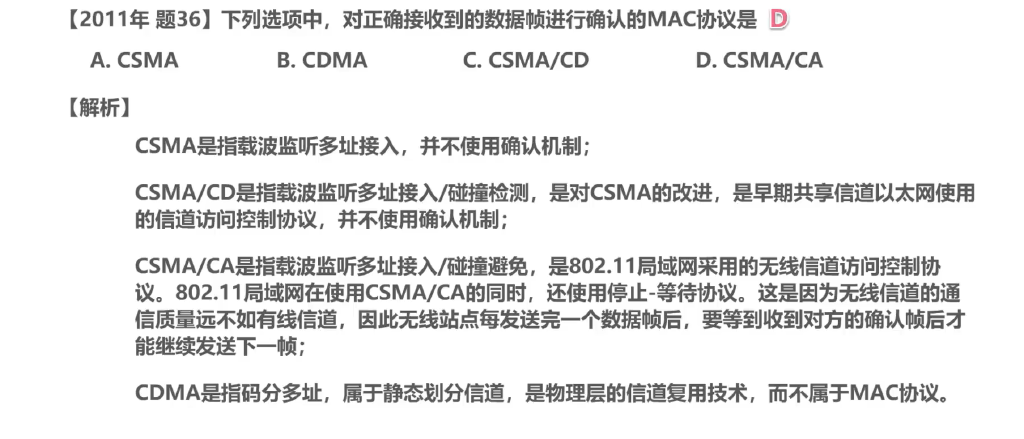 【2011年 题36】下列选项中，对正确接收到的数据帧进行确认的MAC协议是 D
A. CSMA B. CDMA C. CSMA/CD D. CSMA/CA
【解析】
CSMA是指载波监听多址接入，并不使用确认机制；
CSMA/CD是指载波监听多址接入/碰撞检测，是对CSMA的改进，是早期共享信道以太网使用
的信道访问控制协议，并不使用确认机制；
CSMA/CA是指载波监听多址接入/碰撞避免，是802.11局域网采用的无线信道访问控制协
议。802.11局域网在使用CSMA/CA的同时，还使用停止-等待协议。这是因为无线信道的通
信质量远不如有线信道，因此无线站点每发送完一个数据帧后，要等到收到对方的确认帧后才
能继续发送下一帧；
CDMA是指码分多址，属于静态划分信道，是物理层的信道复用技术，而不属于MAC协议。